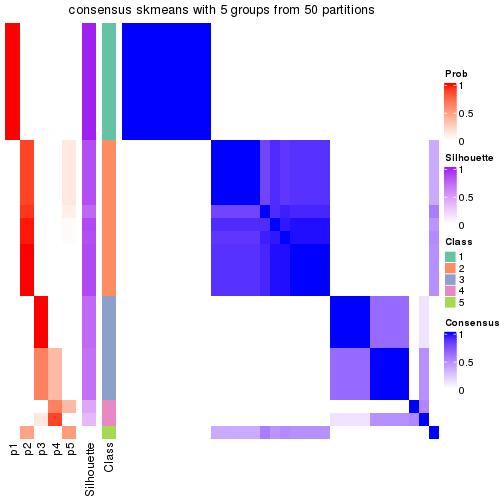 consensus skmeans with 5 groups from 50 partitions
Prob
1
0.5
0
Silhouette
1
0.5
0
Class
1
2
3
4
5
Consensus
1
0.5
0
p1
p2
p3
p4
p5
Silhouette
Class